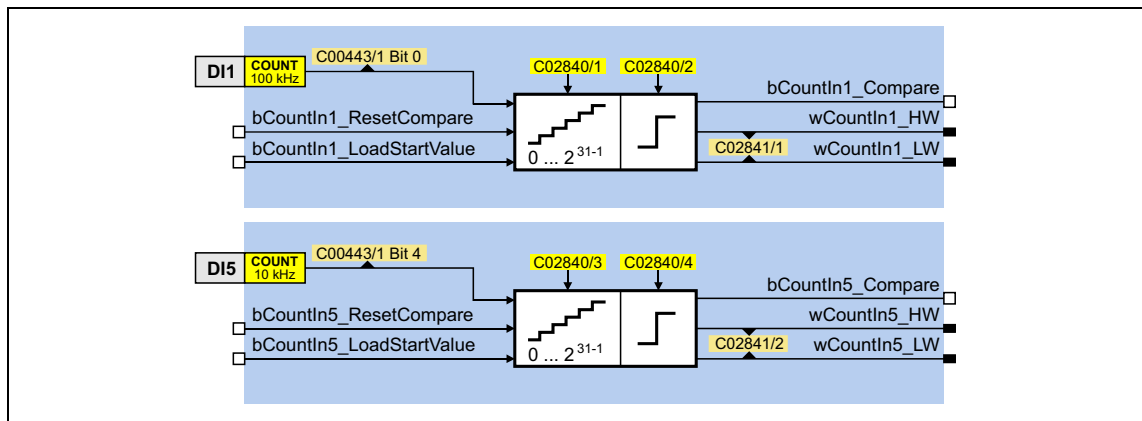 C00443/1 Bit 0
DI1 COUNT
100 kHz
C02840/1 C02840/2
bCountIn1_Compare
bCountIn1_ResetCompare
wCountIn1_HW
bCountIn1_LoadStartValue
C02841/1
wCountIn1_LW
0 ... 2^31-1
C00443/1 Bit 4
DI5 COUNT
10 kHz
C02840/3 C02840/4
bCountIn5_Compare
bCountIn5_ResetCompare
wCountIn5_HW
bCountIn5_LoadStartValue
C02841/2
wCountIn5_LW
0 ... 2^31-1